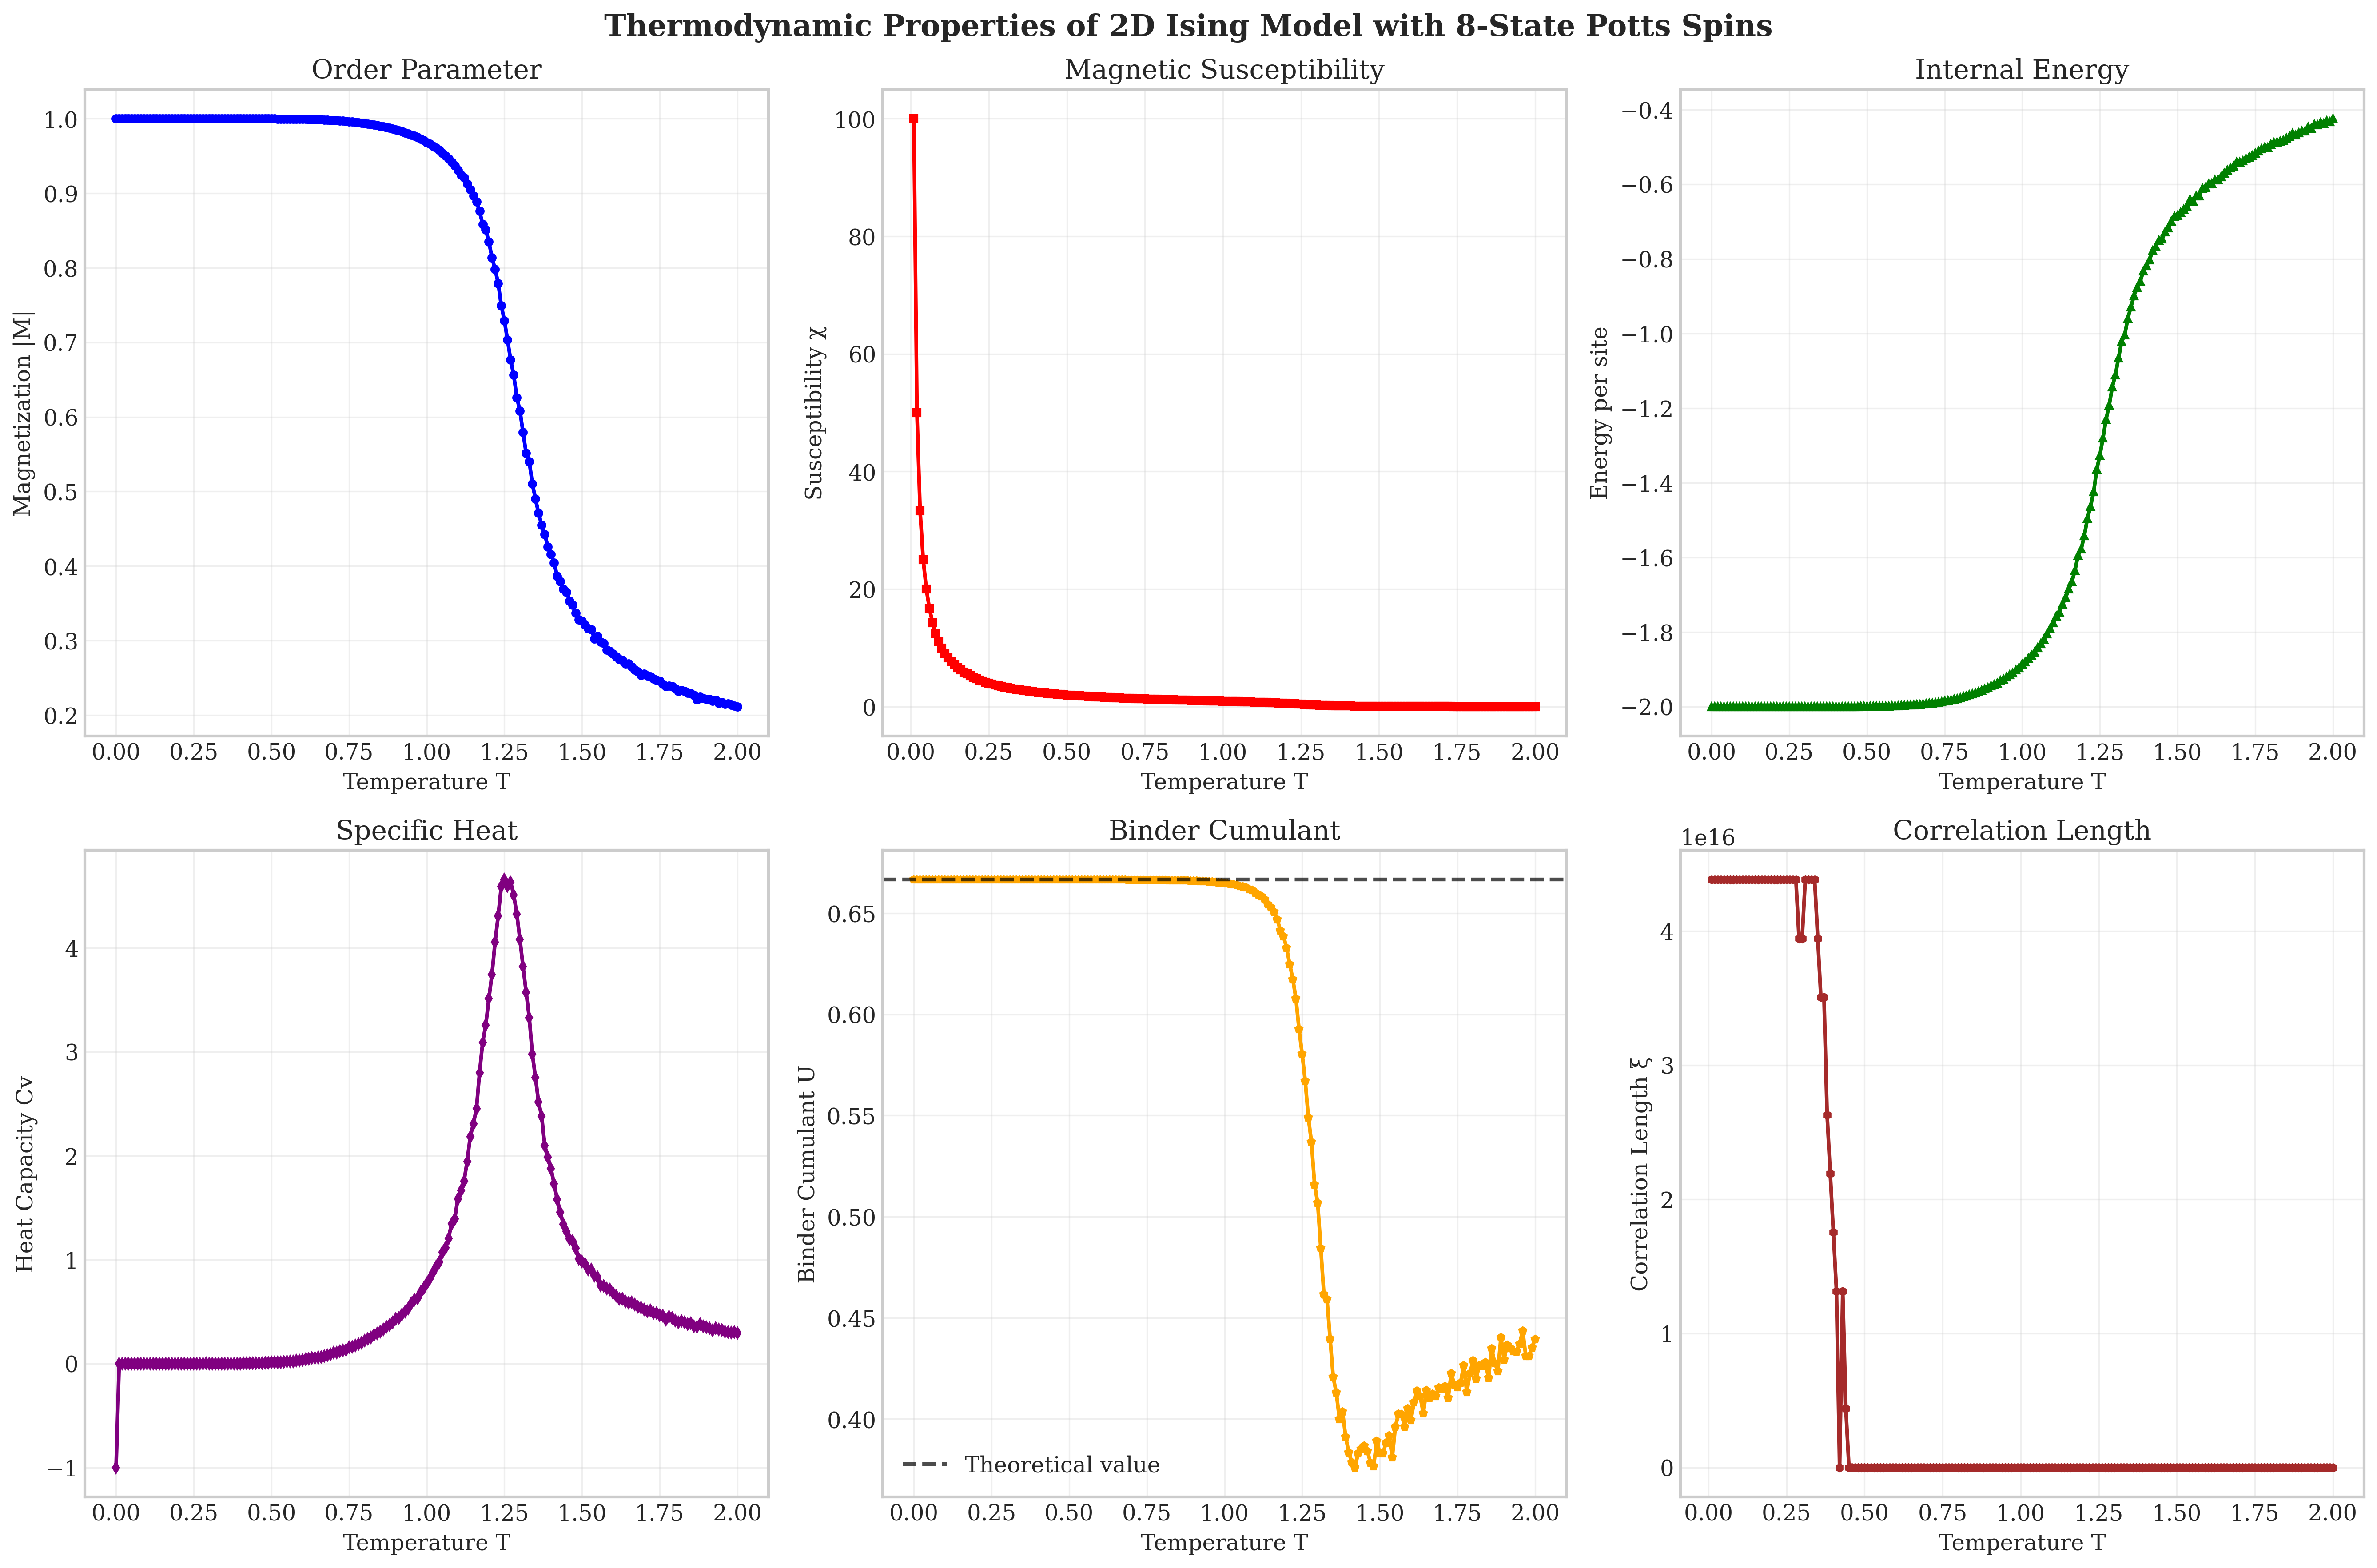 Thermodynamic Properties of 2D Ising Model with 8-State Potts Spins
Order Parameter
Magnetization |M|
1.0
0.9
0.8
0.7
0.6
0.5
0.4
0.3
0.2
0.00 0.25 0.50 0.75 1.00 1.25 1.50 1.75 2.00
Temperature T
Magnetic Susceptibility
Susceptibility χ
100
80
60
40
20
0
0.00 0.25 0.50 0.75 1.00 1.25 1.50 1.75 2.00
Temperature T
Internal Energy
Energy per site
−0.4
−0.6
−0.8
−1.0
−1.2
−1.4
−1.6
−1.8
−2.0
0.00 0.25 0.50 0.75 1.00 1.25 1.50 1.75 2.00
Temperature T
Specific Heat
Heat Capacity Cv
4
3
2
1
0
−1
0.00 0.25 0.50 0.75 1.00 1.25 1.50 1.75 2.00
Temperature T
Binder Cumulant
Binder Cumulant U
0.65
0.60
0.55
0.50
0.45
0.40
Theoretical value
0.00 0.25 0.50 0.75 1.00 1.25 1.50 1.75 2.00
Temperature T
Correlation Length
1e16
Correlation Length ξ
4
3
2
1
0
0.00 0.25 0.50 0.75 1.00 1.25 1.50 1.75 2.00
Temperature T